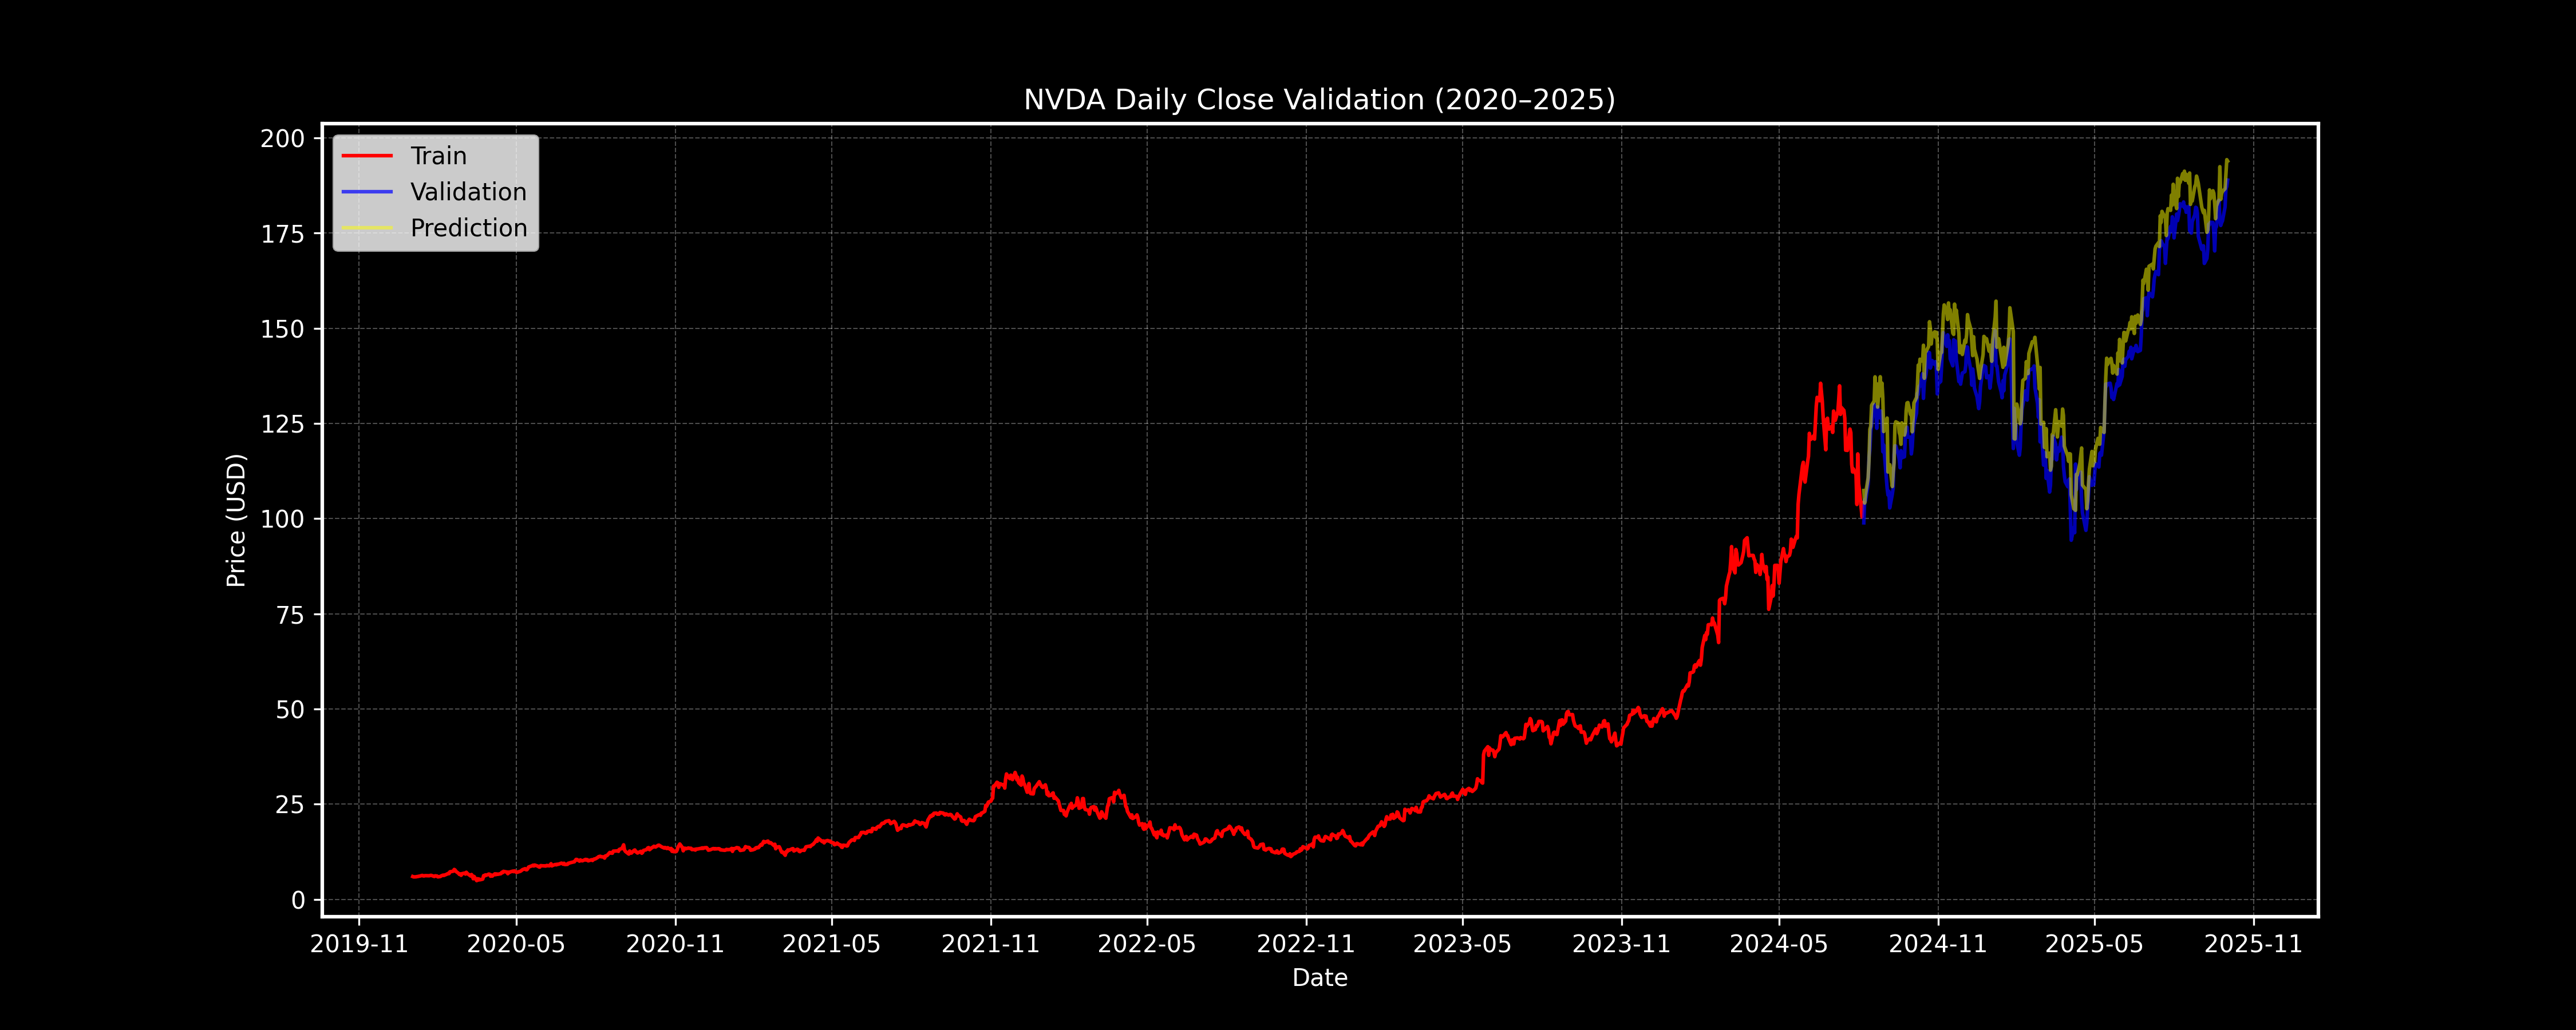 NVDA Daily Close Validation (2020–2025)
Train
Validation
Prediction
200
175
150
125
100
75
50
25
0
Price (USD)
2019-11 2020-05 2020-11 2021-05 2021-11 2022-05 2022-11 2023-05 2023-11 2024-05 2024-11 2025-05 2025-11
Date